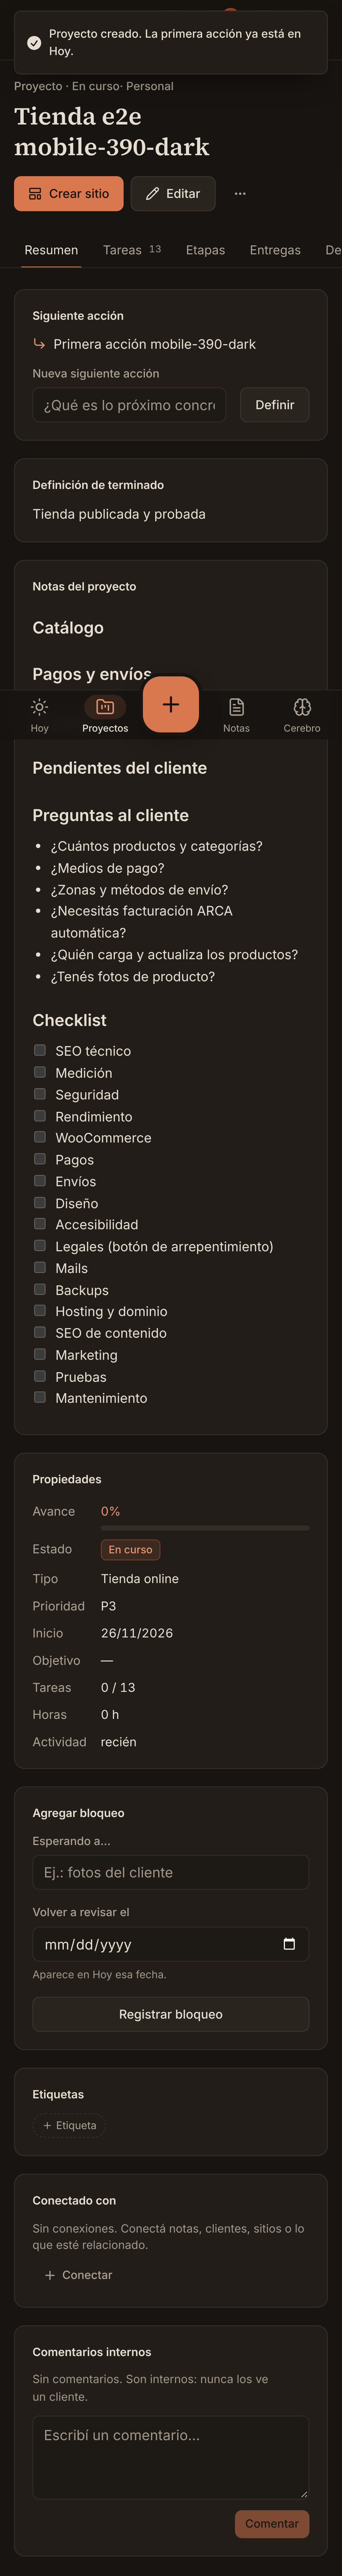 Proyecto creado. La primera acción ya está en
Hoy.
Proyecto · En curso · Personal
Tienda e2e
mobile-390-dark
Crear sitio
Editar
Resumen
Tareas 13
Etapas
Entregas
De
Siguiente acción
Primera acción mobile-390-dark
Nueva siguiente acción
¿Qué es lo próximo concre
Definir
Definición de terminado
Tienda publicada y probada
Notas del proyecto
Catálogo
Pagos y envíos
Hoy
Proyectos
Notas
Cerebro
Pendientes del cliente
Preguntas al cliente
• ¿Cuántos productos y categorías?
• ¿Medios de pago?
• ¿Zonas y métodos de envío?
• ¿Necesitás facturación ARCA
automática?
• ¿Quién carga y actualiza los productos?
• ¿Tenés fotos de producto?
Checklist
SEO técnico
Medición
Seguridad
Rendimiento
WooCommerce
Pagos
Envíos
Diseño
Accesibilidad
Legales (botón de arrepentimiento)
Mails
Backups
Hosting y dominio
SEO de contenido
Marketing
Pruebas
Mantenimiento
Propiedades
Avance 0%
Estado En curso
Tipo Tienda online
Prioridad P3
Inicio 26/11/2026
Objetivo —
Tareas 0 / 13
Horas 0 h
Actividad recién
Agregar bloqueo
Esperando a...
Ej.: fotos del cliente
Volver a revisar el
mm/dd/yyyy
Aparece en Hoy esa fecha.
Registrar bloqueo
Etiquetas
+ Etiqueta
Conectado con
Sin conexiones. Conectá notas, clientes, sitios o lo
que esté relacionado.
+ Conectar
Comentarios internos
Sin comentarios. Son internos: nunca los ve
un cliente.
Escribí un comentario...
Comentar